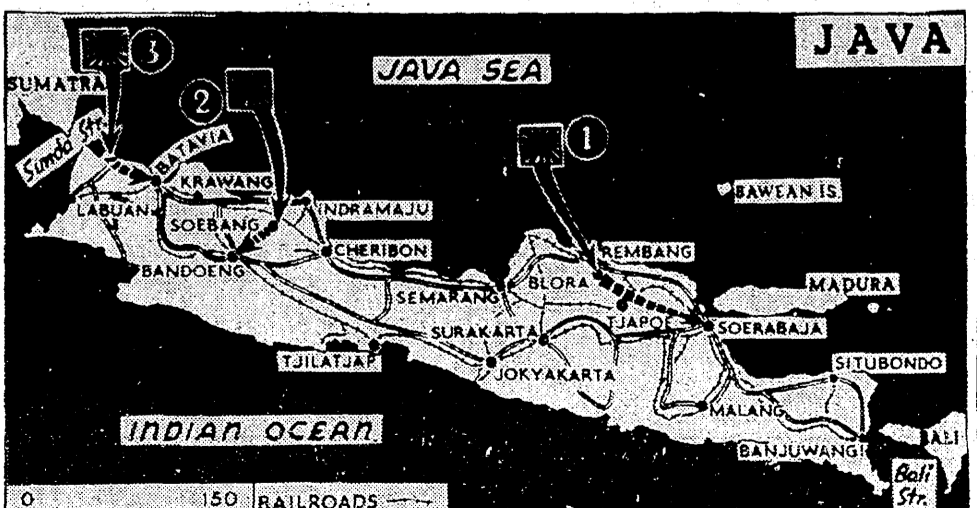 JAVA
JAVA SEA
3
2
1
SUMATRA
Sunda Str.
BATAVIA
KRAWANG
LABUAN
SOEBANG
INDRAMAJU
CHERIBON
BANDOENG
BAWEAN IS.
REMBANG
BLORA
SEMARANG
MADURA
TJAPOE
SOERABAJA
SURAKARTA
TJILATJAP
JOKYAKARTA
SITUBONDO
MALANG
BANJUWANGI
BALI
Bali
Str.
INDIAN OCEAN
0 150 RAILROADS